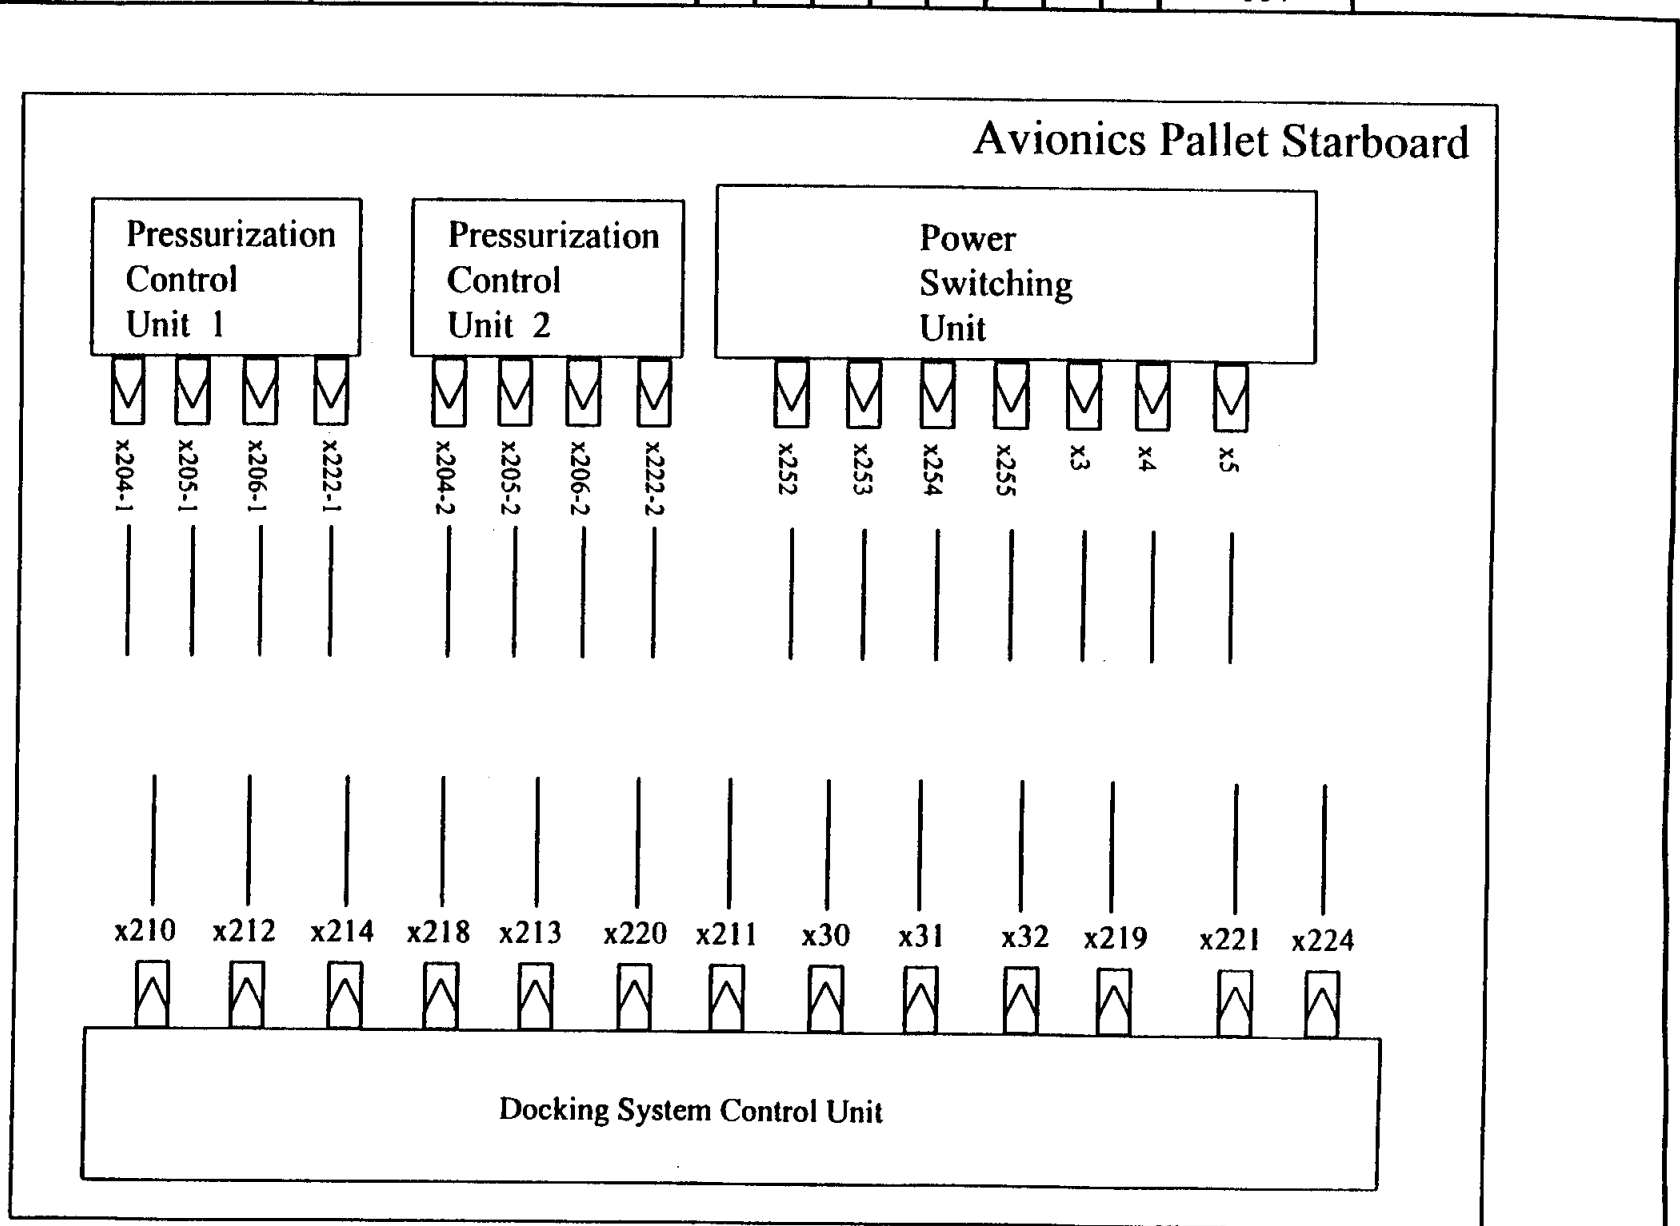 Avionics Pallet Starboard
Pressurization
Control
Unit 1
Pressurization
Control
Unit 2
Power
Switching
Unit
x204-1
x205-1
x206-1
x222-1
x204-2
x205-2
x206-2
x222-2
x252
x253
x254
x255
x3
x4
x5
x210 x212 x214 x218 x213 x220 x211 x30 x31 x32 x219 x221 x224
Docking System Control Unit